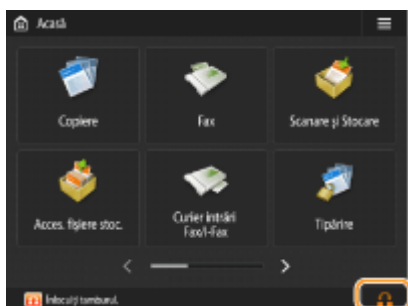 Acasă
Copiere
Fax
Scanare și Stocare
Acces. fișiere stoc.
Curier intrări
Fax/I-Fax
Tipărire
Înlocuiți tamburul.